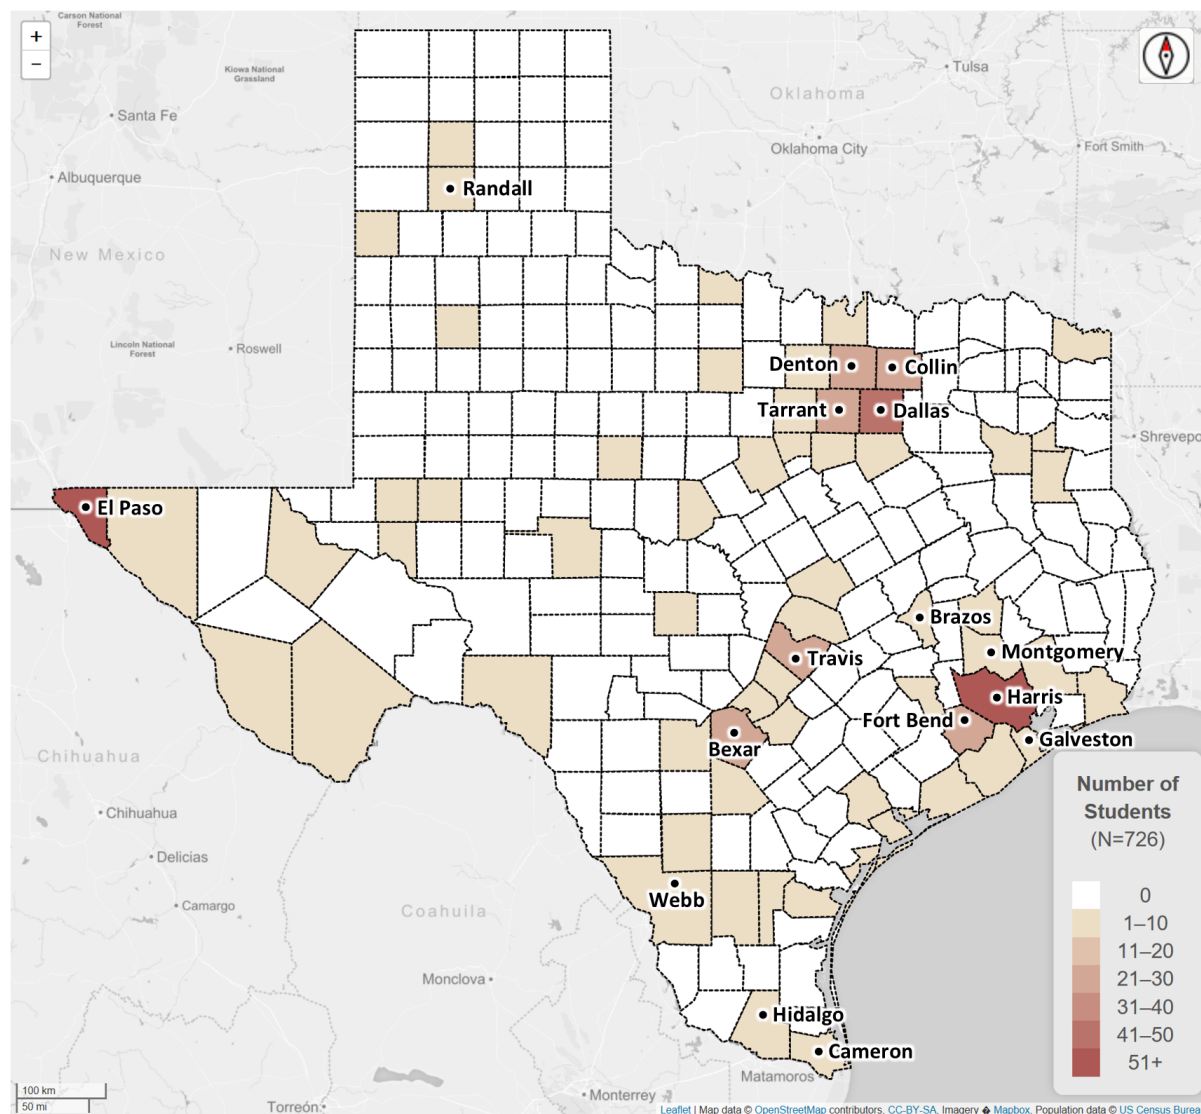 Carson National
Forest
+
−
Kiowa National
Grassland
Tulsa
Oklahoma
Santa Fe
Oklahoma City
Fort Smith
Albuquerque
Randall
New Mexico
Lincoln National
Forest
Roswell
Denton
Collin
Tarrant
Dallas
Shrevepo
El Paso
Brazos
Travis
Montgomery
Harris
Fort Bend
Bexar
Galveston
Chihuahua
Number of
Students
(N=726)
Chihuahua
Delicias
0
Webb
Camargo
Coahuila
1–10
11–20
Monclova
21–30
31–40
Hidalgo
41–50
Cameron
51+
Matamoros
100 km
50 mi
Torreón
Monterrey
Leaflet | Map data © OpenStreetMap contributors, CC-BY-SA, Imagery � Mapbox, Population data © US Census Burea